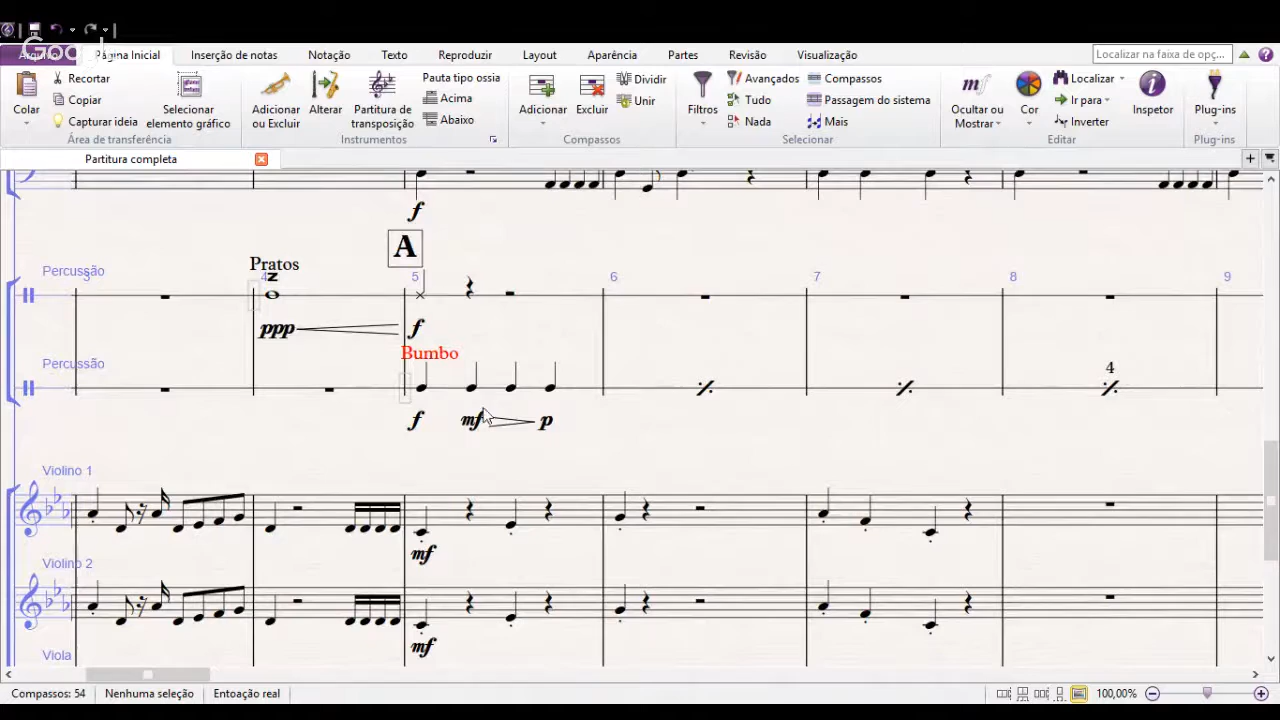 Google
Arquivo Página Inicial Inserção de notas Notação Texto Reproduzir Layout Aparência Partes Revisão Visualização Localizar na faixa de opç...
Colar Recortar Copiar Capturar ideia Selecionar elemento gráfico
Área de transferência
Adicionar ou Excluir Alterar Partitura de transposição Pauta tipo ossia Acima Abaixo
Instrumentos
Adicionar Excluir Dividir Unir
Compassos
Filtros Avançados Tudo Nada Compassos Passagem do sistema Mais
Selecionar
Ocultar ou Mostrar Cor Localizar Ir para Inverter Inspetor
Editar
Plug-ins
Plug-ins
Partitura completa
f
A
Pratos
Percussão 3 4 5 6 7 8 9
z
ppp f
Bumbo
Percussão 4
f mf p
Violino 1
mf
Violino 2
mf
Viola
Compassos: 54 Nenhuma seleção Entoação real 100,00%